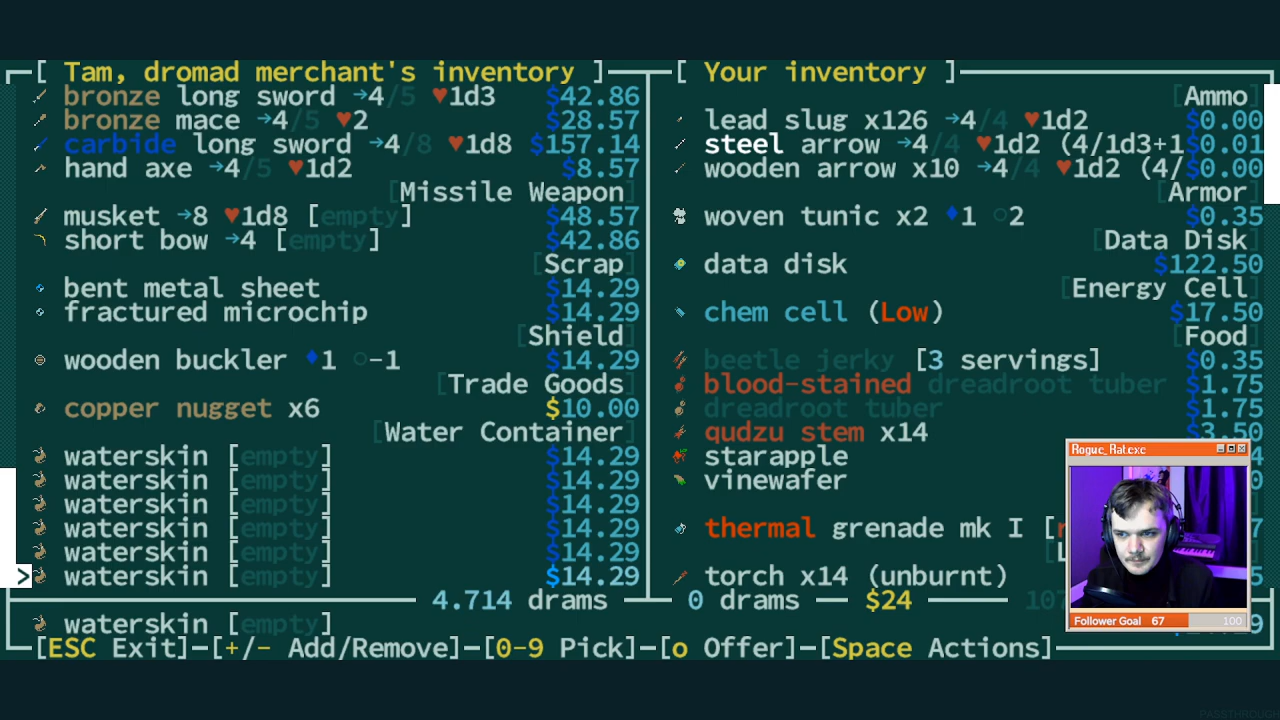 [ Tam, dromad merchant's inventory ]
bronze long sword →4/5 ♥1d3 $42.86
bronze mace →4/5 ♥2 $28.57
carbide long sword →4/8 ♥1d8 $157.14
hand axe →4/5 ♥1d2 $8.57
[Missile Weapon]
musket →8 ♥1d8 [empty] $48.57
short bow →4 [empty] $42.86
[Scrap]
bent metal sheet $14.29
fractured microchip $14.29
[Shield]
wooden buckler ♦1 ○-1 $14.29
[Trade Goods]
copper nugget x6 $10.00
[Water Container]
waterskin [empty] $14.29
waterskin [empty] $14.29
waterskin [empty] $14.29
waterskin [empty] $14.29
waterskin [empty] $14.29
> waterskin [empty] $14.29
4.714 drams
[ Your inventory ]
[Ammo]
lead slug x126 →4/4 ♥1d2 $0.00
steel arrow →4/4 ♥1d2 (4/1d3+1 $0.01
wooden arrow x10 →4/4 ♥1d2 (4/ $0.00
[Armor]
woven tunic x2 ♦1 ○2 $0.35
[Data Disk]
data disk $122.50
[Energy Cell]
chem cell (Low) $17.50
[Food]
beetle jerky [3 servings] $0.35
blood-stained dreadroot tuber $1.75
dreadroot tuber $1.75
qudzu stem x14 $3.50
starapple
vinewafer
thermal grenade mk I [
torch x14 (unburnt)
0 drams $24
waterskin [empty]
[ESC Exit]-[+/- Add/Remove]-[0-9 Pick]-[o Offer]-[Space Actions]
Rogue_Rat.exe
Follower Goal 67 100